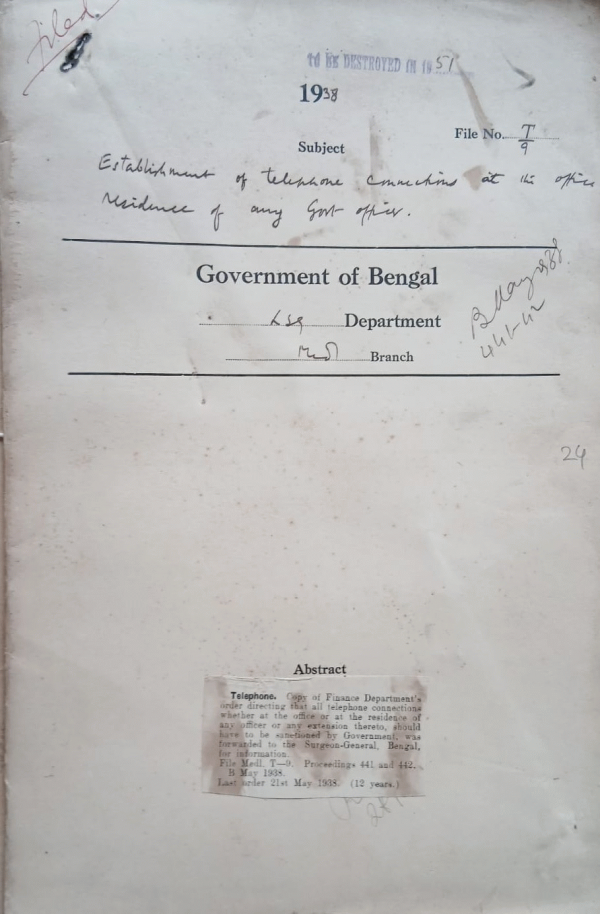 Filed
TO BE DESTROYED IN 1951
1938
File No. T/9
Subject
Establishment of telephone connections at the office
residence of any Govt officer.
Government of Bengal
LSG Department
Medl Branch
B May 1938
441-42
24
Abstract
Telephone. Copy of Finance Department's
order directing that all telephone connections
whether at the office or at the residence of
any officer or any extension thereto, should
have to be sanctioned by Government, was
forwarded to the Surgeon-General, Bengal,
for information.
File Medl. T—9. Proceedings 441 and 442.
B May 1938.
Last order 21st May 1938. (12 years.)